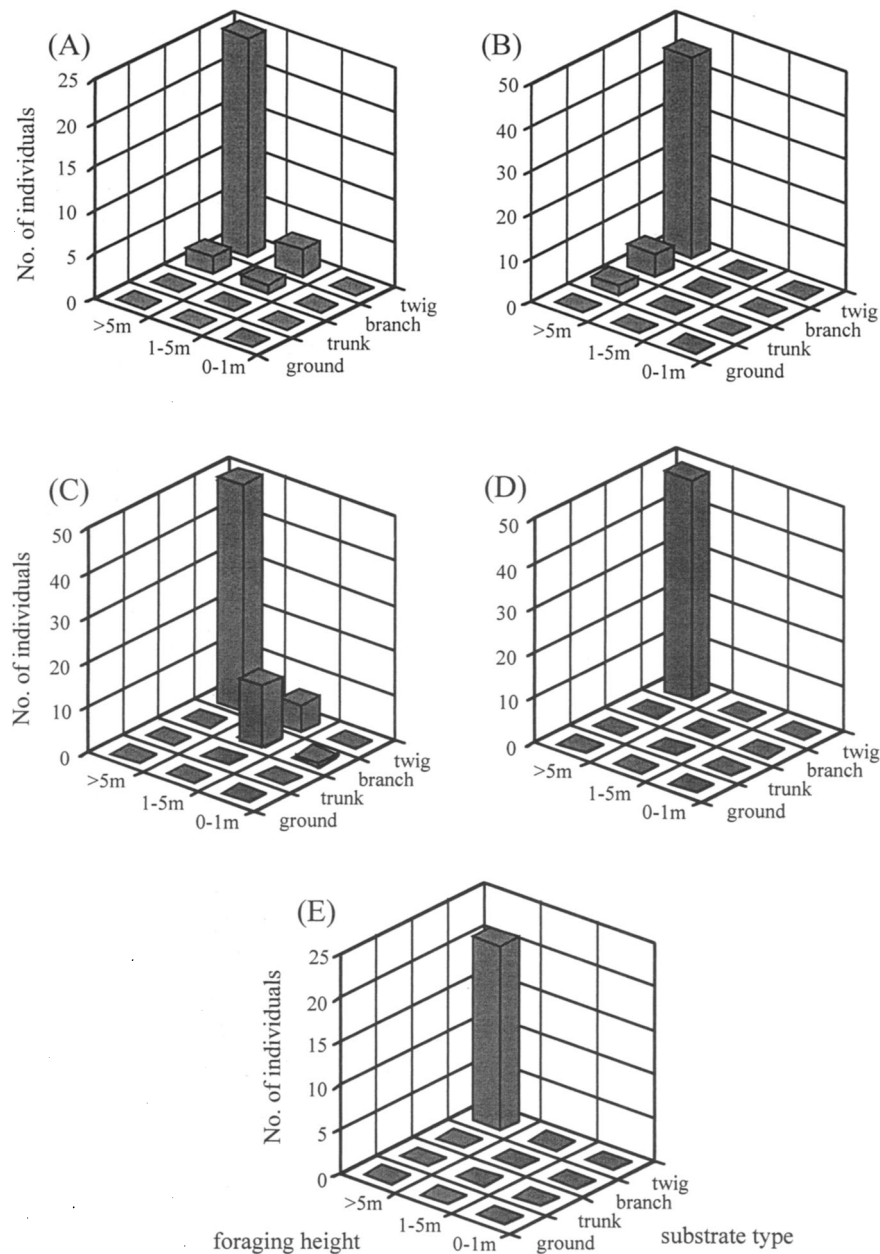 (A)
No. of individuals
25
20
15
10
5
0
>5m
1-5m
0-1m
ground
trunk
branch
twig
(B)
50
40
30
20
10
0
>5m
1-5m
0-1m
ground
trunk
branch
twig
(C)
No. of individuals
50
40
30
20
10
0
>5m
1-5m
0-1m
ground
trunk
branch
twig
(D)
50
40
30
20
10
0
>5m
1-5m
0-1m
ground
trunk
branch
twig
(E)
No. of individuals
25
20
15
10
5
0
>5m
1-5m
0-1m
ground
trunk
branch
twig
foraging height
substrate type